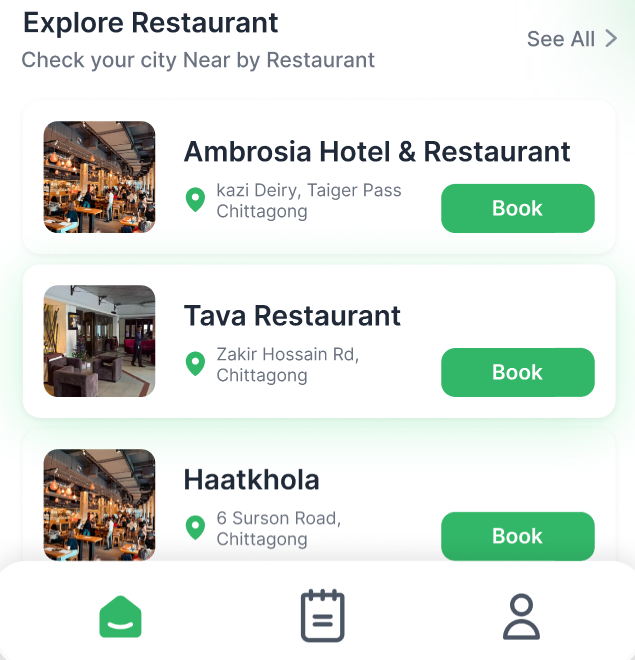 Explore Restaurant
See All
Check your city Near by Restaurant
Ambrosia Hotel & Restaurant
kazi Deiry, Taiger Pass
Chittagong
Book
Tava Restaurant
Zakir Hossain Rd,
Chittagong
Book
Haatkhola
6 Surson Road,
Chittagong
Book